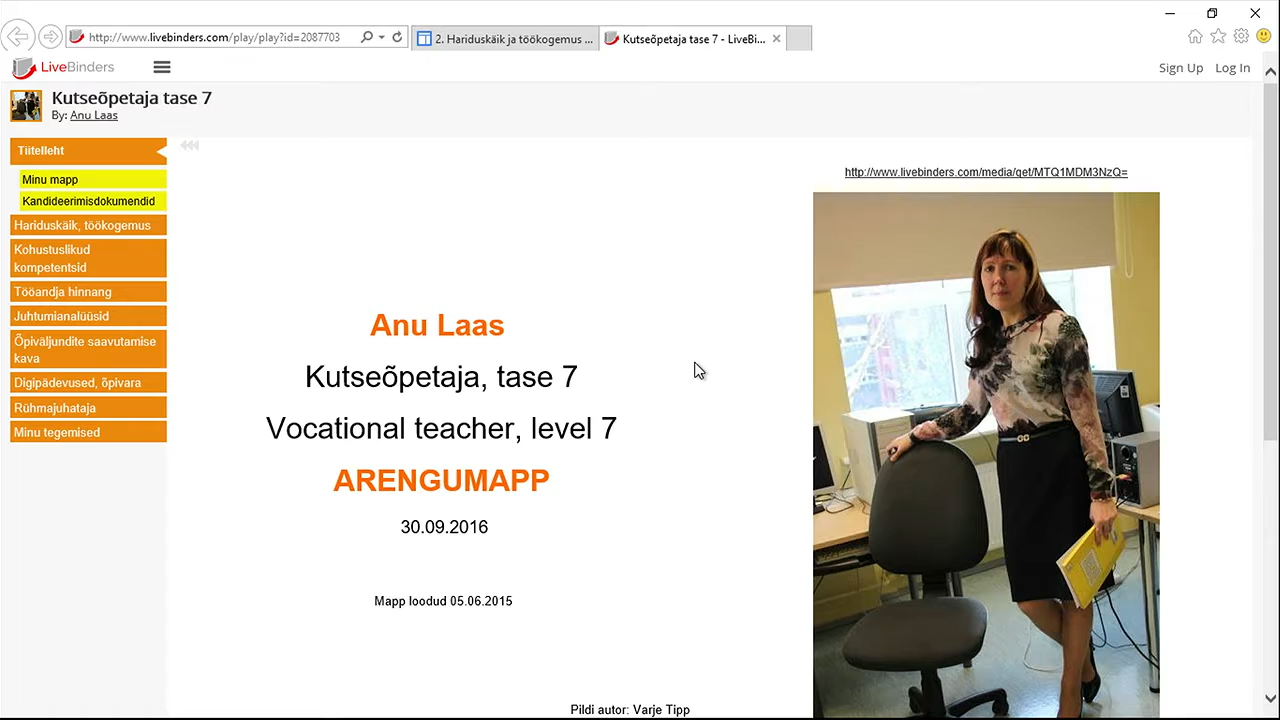 http://www.livebinders.com/play/play?id=2087703
2. Hariduskäik ja töökogemus ...
Kutseõpetaja tase 7 - LiveBi...
LiveBinders
Sign Up
Log In
Kutseõpetaja tase 7
By: Anu Laas
Tiitelleht
Minu mapp
Kandideerimisdokumendid
Hariduskäik, töökogemus
Kohustuslikud
kompetentsid
Tööandja hinnang
Juhtumianalüüsid
Õpiväljundite saavutamise
kava
Digipädevused, õpivara
Rühmajuhataja
Minu tegemised
http://www.livebinders.com/media/get/MTQ1MDM3NzQ=
Anu Laas
Kutseõpetaja, tase 7
Vocational teacher, level 7
ARENGUMAPP
30.09.2016
Mapp loodud 05.06.2015
Pildi autor: Varje Tipp